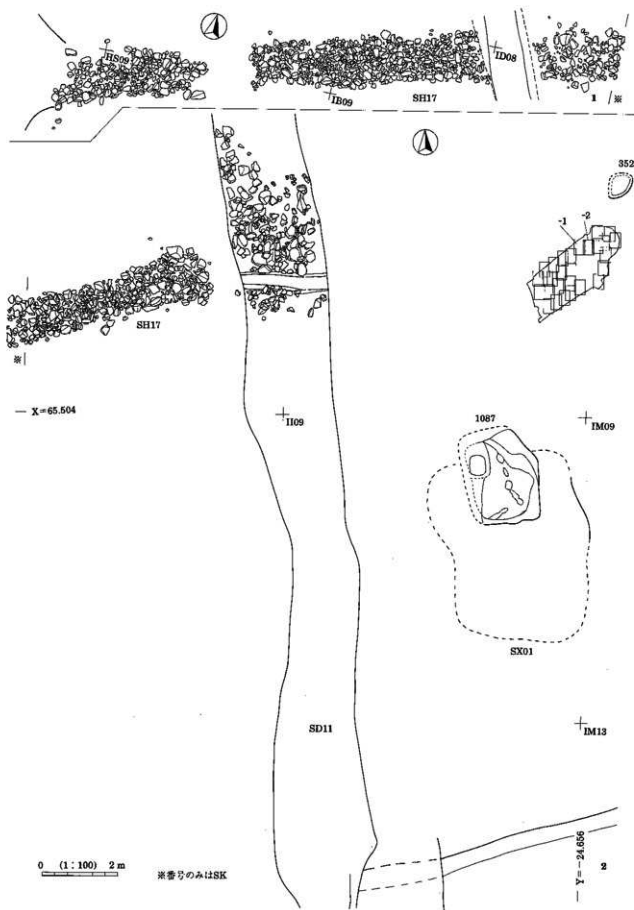 HS09
IB09
SH17
ID08
1
※
352
-1
-2
SH17
※
X=65.504
II09
1087
IM09
SX01
SD11
IM13
0 (1:100) 2 m
※番号のみはSK
Y=-24.656
2